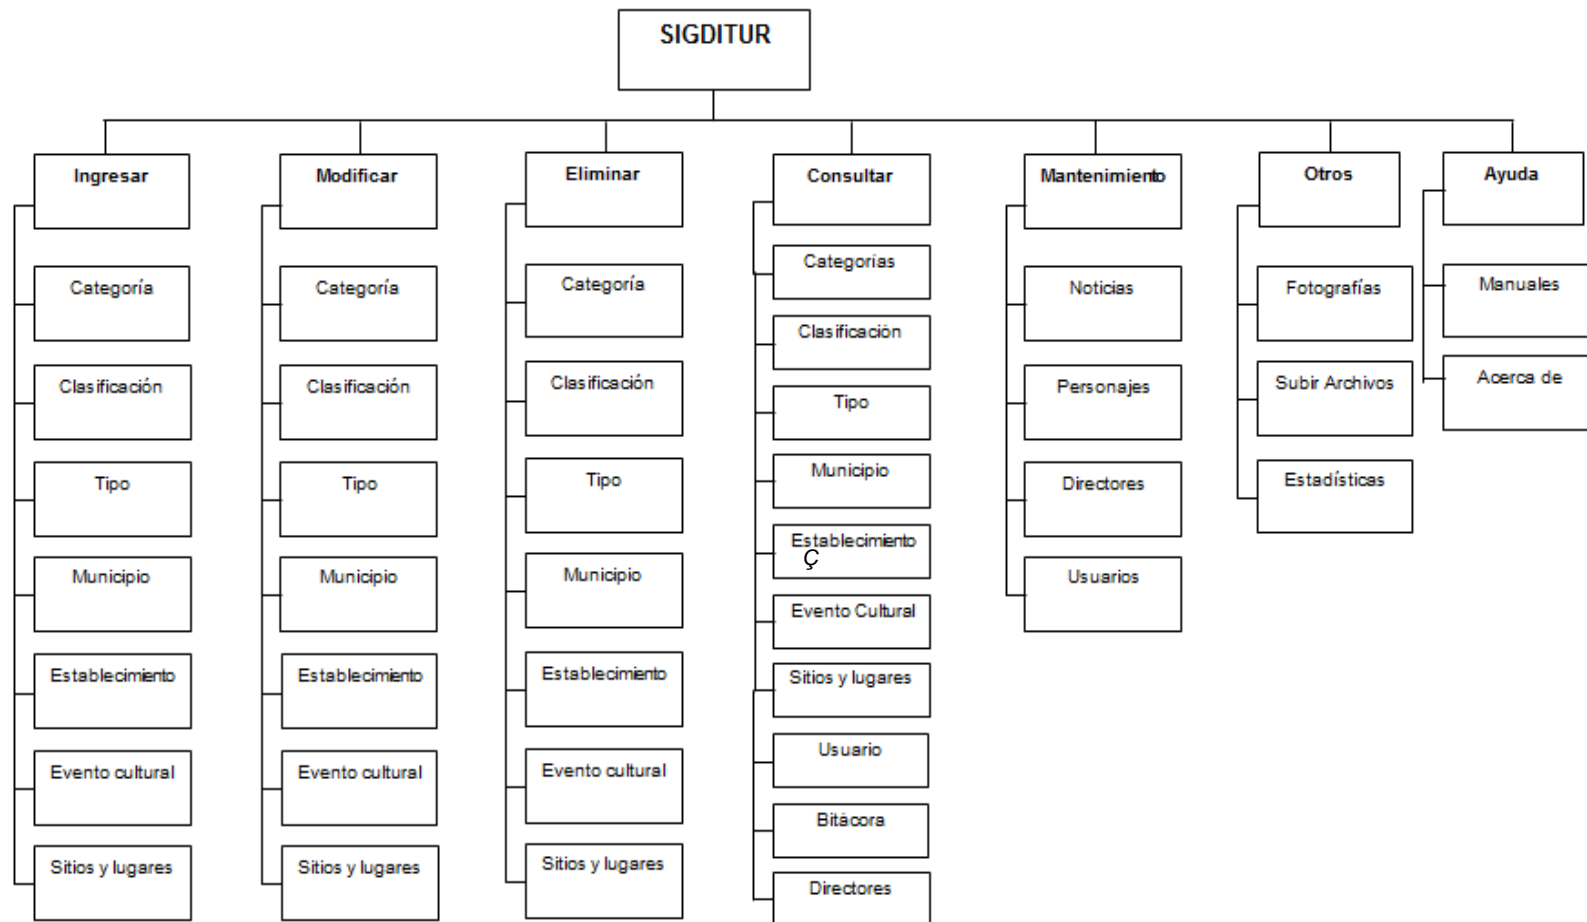 SIGDITUR
Ingresar
Categoría
Clasificación
Tipo
Municipio
Establecimiento
Evento cultural
Sitios y lugares
Modificar
Categoría
Clasificación
Tipo
Municipio
Establecimiento
Evento cultural
Sitios y lugares
Eliminar
Categoría
Clasificación
Tipo
Municipio
Establecimiento
Evento cultural
Sitios y lugares
Consultar
Categorías
Clasificación
Tipo
Municipio
Establecimiento
Ç
Evento Cultural
Sitios y lugares
Usuario
Bitácora
Directores
Mantenimiento
Noticias
Personajes
Directores
Usuarios
Otros
Fotografías
Subir Archivos
Estadísticas
Ayuda
Manuales
Acerca de